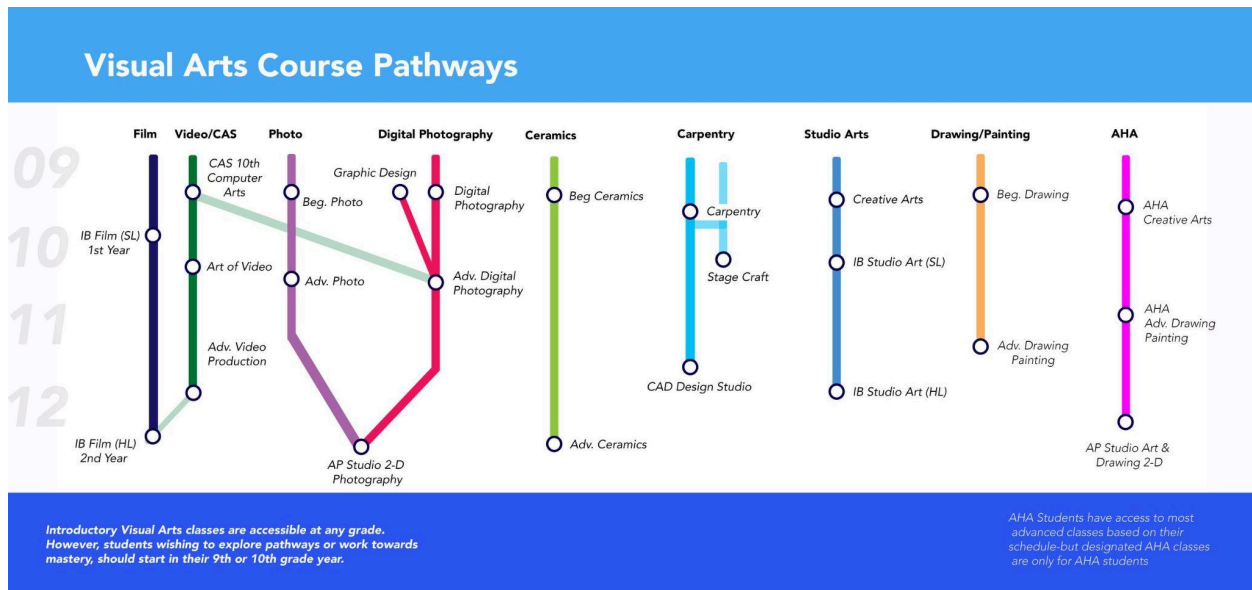 Visual Arts Course Pathways
Film
Video/CAS
Photo
Digital Photography
Ceramics
Carpentry
Studio Arts
Drawing/Painting
AHA
09
10
11
12
IB Film (SL)
1st Year
IB Film (HL)
2nd Year
CAS 10th
Computer
Arts
Art of Video
Adv. Video
Production
Beg. Photo
Adv. Photo
Graphic Design
Digital
Photography
Adv. Digital
Photography
AP Studio 2-D
Photography
Beg Ceramics
Adv. Ceramics
Carpentry
Stage Craft
CAD Design Studio
Creative Arts
IB Studio Art (SL)
IB Studio Art (HL)
Beg. Drawing
Adv. Drawing
Painting
AHA
Creative Arts
AHA
Adv. Drawing
Painting
AP Studio Art &
Drawing 2-D
Introductory Visual Arts classes are accessible at any grade.
However, students wishing to explore pathways or work towards
mastery, should start in their 9th or 10th grade year.
AHA Students have access to most
advanced classes based on their
schedule-but designated AHA classes
are only for AHA students